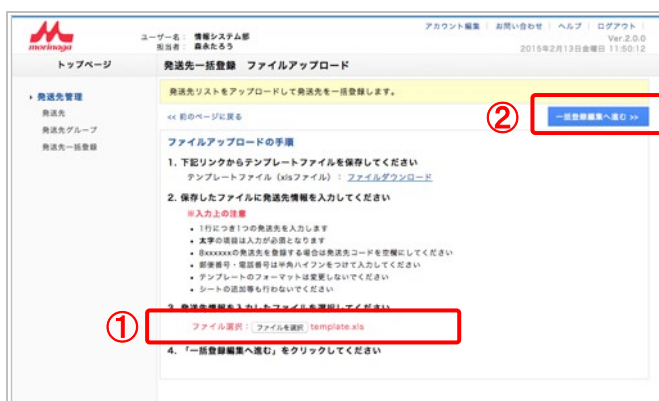 アカウント編集 | お問い合わせ | ヘルプ | ログアウト
morinaga
ユーザー名： 情報システム部
担当者： 森永たろう
Ver.2.0.0
2015年2月13日金曜日 11:50:12
トップページ
発送先一括登録 ファイルアップロード
発送先管理
発送先
発送先グループ
発送先一括登録
発送先リストをアップロードして発送先を一括登録します。
<< 前のページに戻る
②
一括登録編集へ進む >>
ファイルアップロードの手順
1. 下記リンクからテンプレートファイルを保存してください
テンプレートファイル（xlsファイル）： ファイルダウンロード
2. 保存したファイルに発送先情報を入力してください
※入力上の注意
• 1行につき1つの発送先を入力します
• 太字の項目は入力が必須となります
• Bxxxxxxの発送先を登録する場合は発送先コードを空欄にしてください
• 郵便番号・電話番号は半角ハイフンをつけて入力してください
• テンプレートのフォーマットは変更しないでください
• シートの追加等も行わないでください
3. 発送先情報を入力したファイルを選択してください
①
ファイル選択： ファイルを選択 template.xls
4. 「一括登録編集へ進む」をクリックしてください